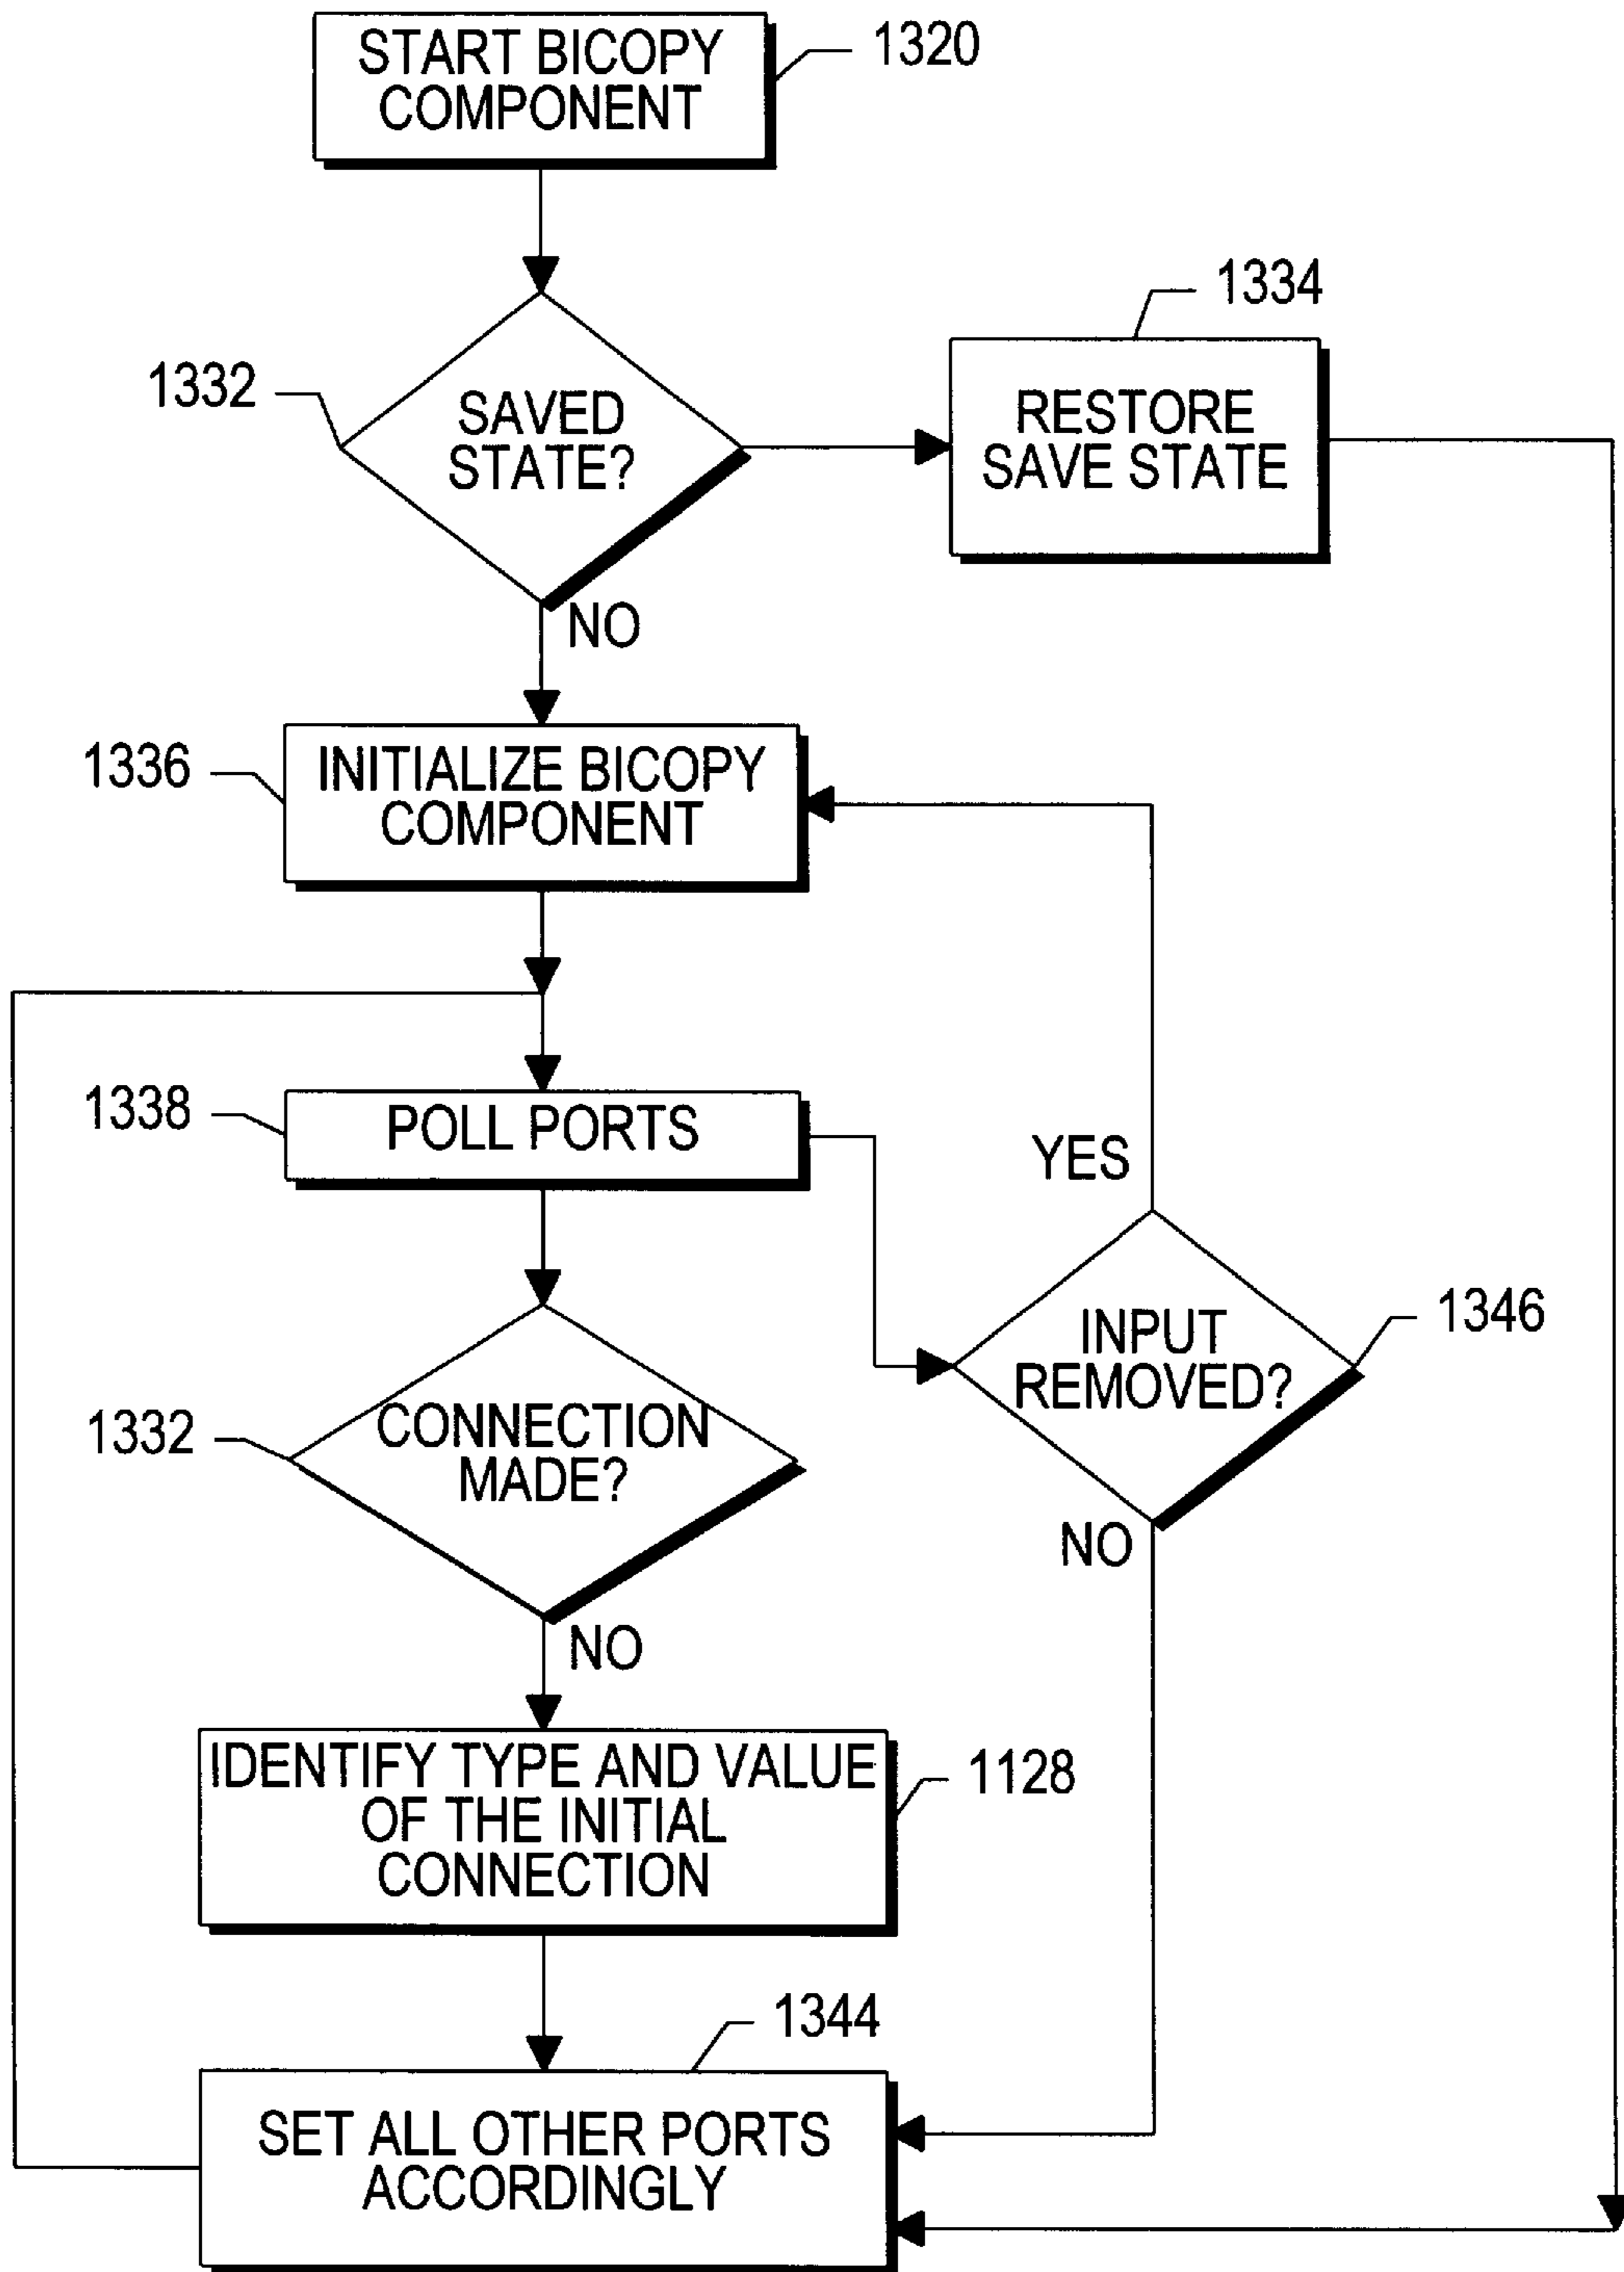 START BICOPY
COMPONENT
1320
1334
1332
SAVED
STATE?
RESTORE
SAVE STATE
NO
1336
INITIALIZE BICOPY
COMPONENT
1338
POLL PORTS
YES
1346
INPUT
REMOVED?
1332
CONNECTION
MADE?
NO
NO
IDENTIFY TYPE AND VALUE
OF THE INITIAL
CONNECTION
1128
1344
SET ALL OTHER PORTS
ACCORDINGLY